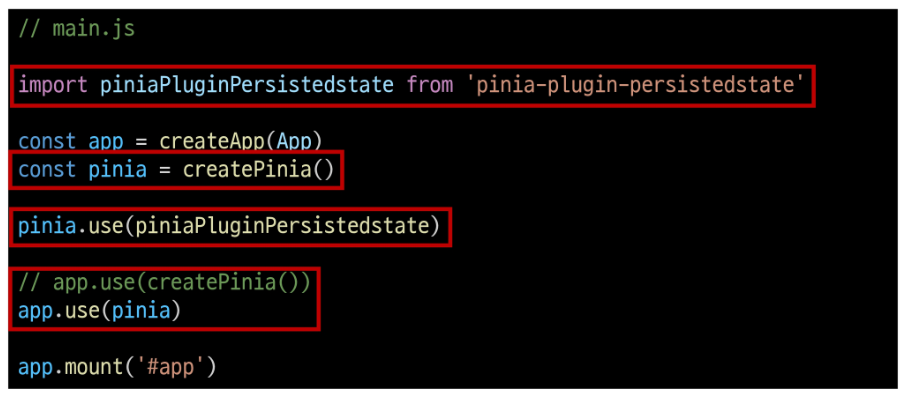 // main.js
import piniaPluginPersistedstate from 'pinia-plugin-persistedstate'
const app = createApp(App)
const pinia = createPinia()
pinia.use(piniaPluginPersistedstate)
// app.use(createPinia())
app.use(pinia)
app.mount('#app')